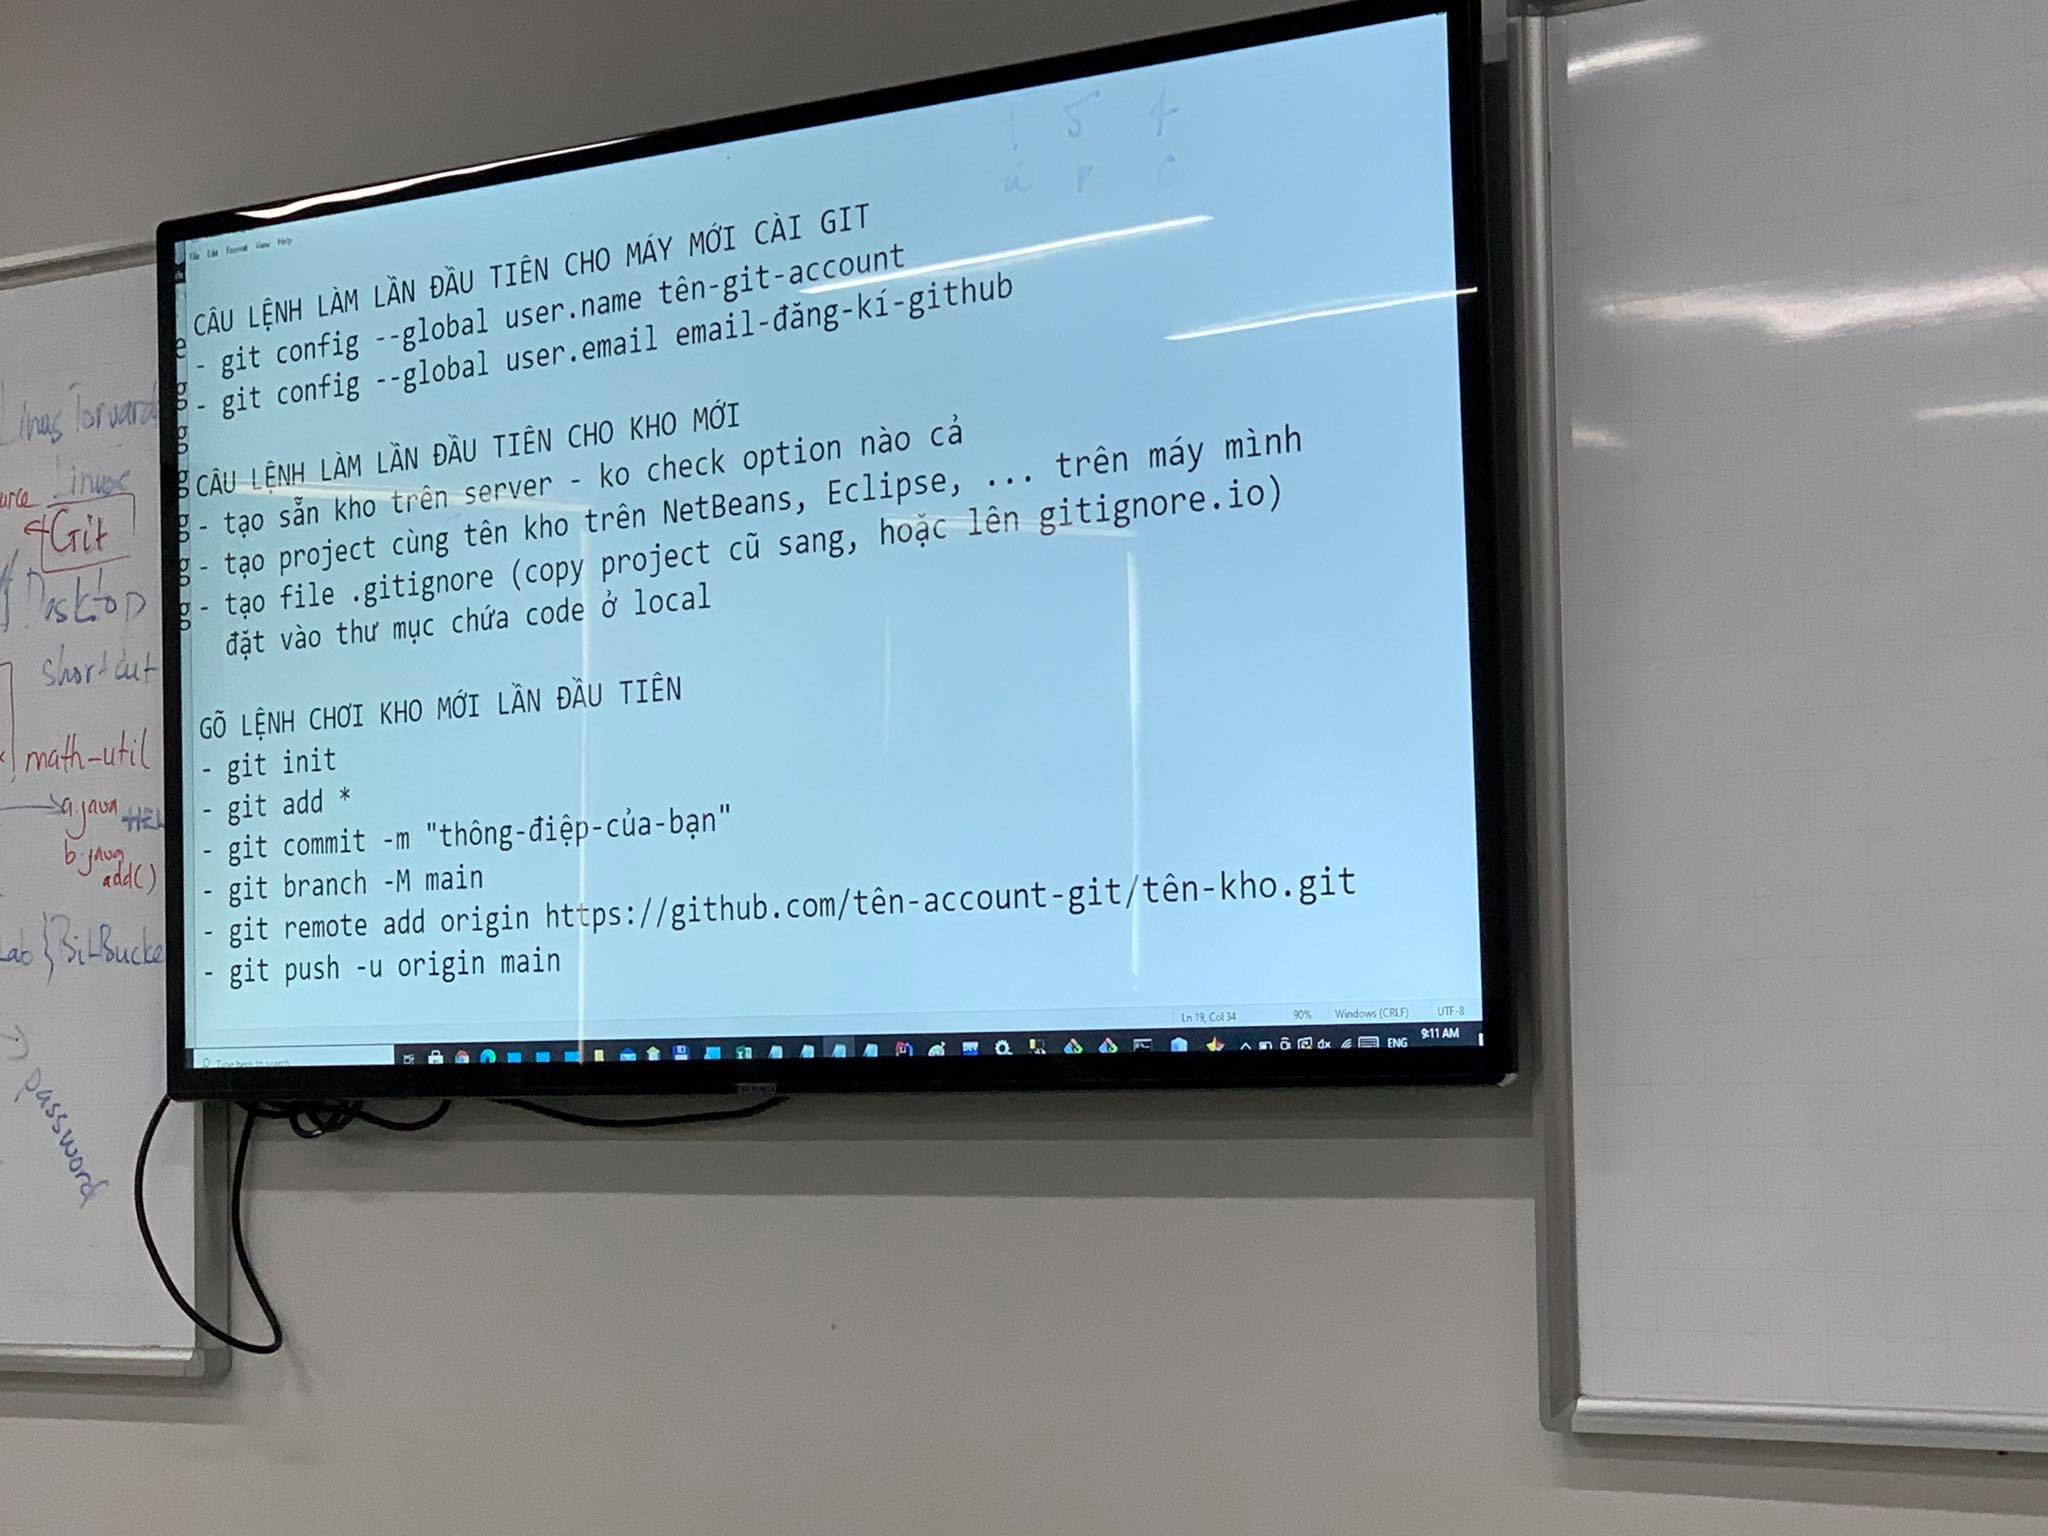 File Edit Format View Help
CÂU LỆNH LÀM LẦN ĐẦU TIÊN CHO MÁY MỚI CÀI GIT
- git config --global user.name tên-git-account
- git config --global user.email email-đăng-kí-github
CÂU LỆNH LÀM LẦN ĐẦU TIÊN CHO KHO MỚI
- tạo sẵn kho trên server - ko check option nào cả
- tạo project cùng tên kho trên NetBeans, Eclipse, ... trên máy mình
- tạo file .gitignore (copy project cũ sang, hoặc lên gitignore.io)
đặt vào thư mục chứa code ở local
GÕ LỆNH CHƠI KHO MỚI LẦN ĐẦU TIÊN
- git init
- git add *
- git commit -m "thông-điệp-của-bạn"
- git branch -M main
- git remote add origin https://github.com/tên-account-git/tên-kho.git
- git push -u origin main
Ln 19, Col 34 90% Windows (CRLF) UTF-8
Type here to search
ENG 9:11 AM
Linus Torvard
Linux
Git
Desktop
shortcut
math-util
a.java
b.java
add()
BitBucke
password